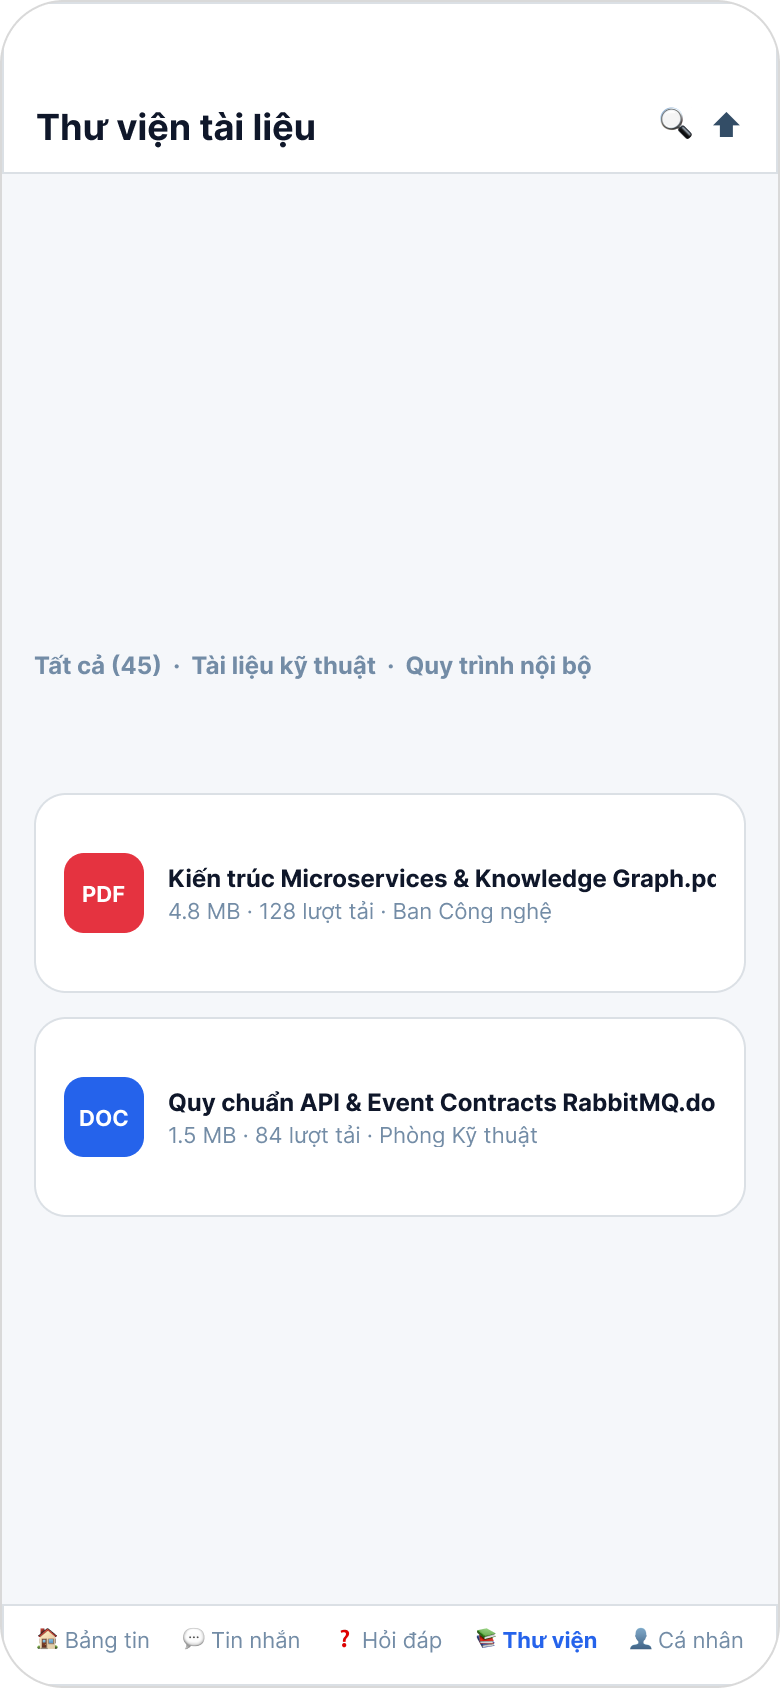 Thư viện tài liệu
Tất cả (45) · Tài liệu kỹ thuật · Quy trình nội bộ
PDF
Kiến trúc Microservices & Knowledge Graph.pd
4.8 MB · 128 lượt tải · Ban Công nghệ
DOC
Quy chuẩn API & Event Contracts RabbitMQ.do
1.5 MB · 84 lượt tải · Phòng Kỹ thuật
Bảng tin Tin nhắn Hỏi đáp Thư viện Cá nhân